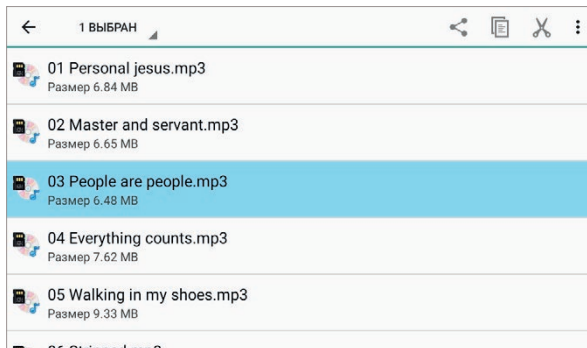 1 ВЫБРАН
01 Personal jesus.mp3
Размер 6.84 MB
02 Master and servant.mp3
Размер 6.65 MB
03 People are people.mp3
Размер 6.48 MB
04 Everything counts.mp3
Размер 7.62 MB
05 Walking in my shoes.mp3
Размер 9.33 MB